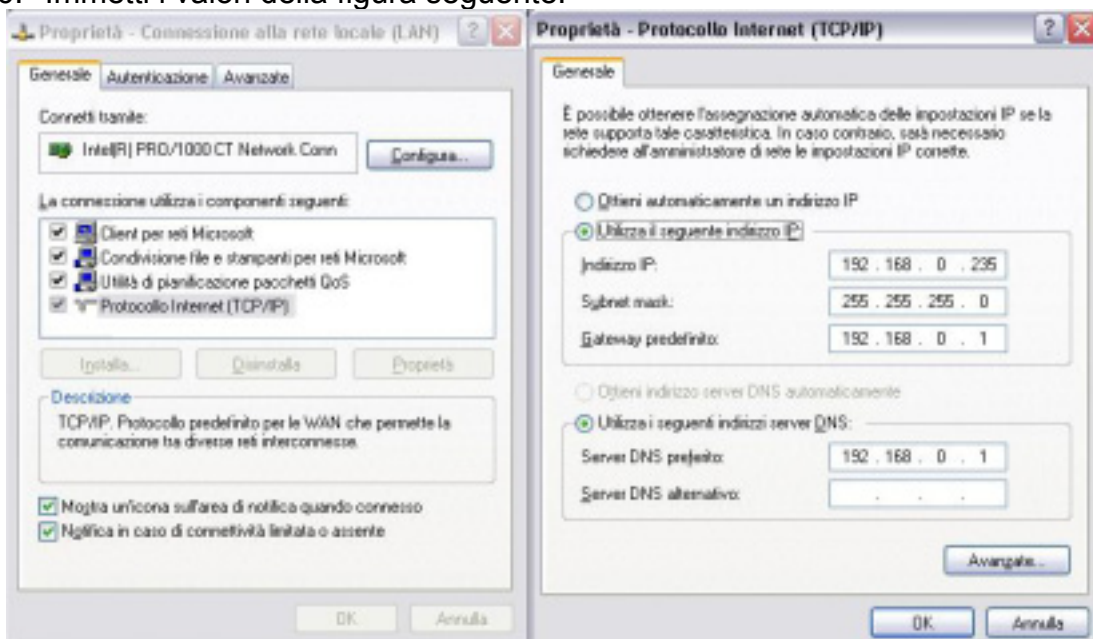 Immetti i valori della figura seguente:
Proprietà - Connessione alla rete locale (LAN)
Generale Autenticazione Avanzate
Connetti tramite:
Intel(R) PRO/1000 CT Network Conn
Configura...
La connessione utilizza i componenti seguenti:
Client per reti Microsoft
Condivisione file e stampanti per reti Microsoft
Utilità di pianificazione pacchetti QoS
Protocollo Internet (TCP/IP)
Installa... Disinstalla Proprietà
Descrizione
TCP/IP. Protocollo predefinito per le WAN che permette la
comunicazione tra diverse reti interconnesse.
Mostra un'icona sull'area di notifica quando connesso
Notifica in caso di connettività limitata o assente
OK Annulla
Proprietà - Protocollo Internet (TCP/IP)
Generale
È possibile ottenere l'assegnazione automatica delle impostazioni IP se la
rete supporta tale caratteristica. In caso contrario, sarà necessario
richiedere all'amministratore di rete le impostazioni IP corrette.
Ottieni automaticamente un indirizzo IP
Utilizza il seguente indirizzo IP:
Indirizzo IP: 192 . 168 . 0 . 235
Subnet mask: 255 . 255 . 255 . 0
Gateway predefinito: 192 . 168 . 0 . 1
Ottieni indirizzo server DNS automaticamente
Utilizza i seguenti indirizzi server DNS:
Server DNS preferito: 192 . 168 . 0 . 1
Server DNS alternativo: . . .
Avanzate...
OK Annulla